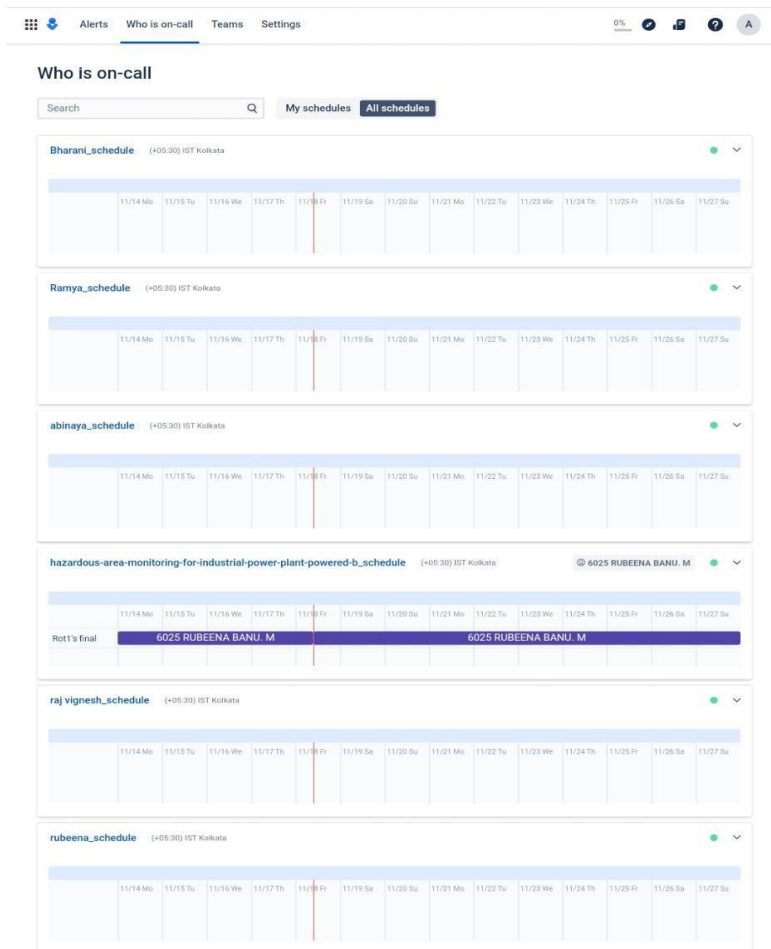 Alerts Who is on-call Teams Settings 0% A
Who is on-call
Search My schedules All schedules
Bharani_schedule (+05:30) IST Kolkata
11/14 Mo 11/15 Tu 11/16 We 11/17 Th 11/18 Fr 11/19 Sa 11/20 Su 11/21 Mo 11/22 Tu 11/23 We 11/24 Th 11/25 Fr 11/26 Sa 11/27 Su
Ramya_schedule (+05:30) IST Kolkata
11/14 Mo 11/15 Tu 11/16 We 11/17 Th 11/18 Fr 11/19 Sa 11/20 Su 11/21 Mo 11/22 Tu 11/23 We 11/24 Th 11/25 Fr 11/26 Sa 11/27 Su
abinaya_schedule (+05:30) IST Kolkata
11/14 Mo 11/15 Tu 11/16 We 11/17 Th 11/18 Fr 11/19 Sa 11/20 Su 11/21 Mo 11/22 Tu 11/23 We 11/24 Th 11/25 Fr 11/26 Sa 11/27 Su
hazardous-area-monitoring-for-industrial-power-plant-powered-b_schedule (+05:30) IST Kolkata 6025 RUBEENA BANU. M
11/14 Mo 11/15 Tu 11/16 We 11/17 Th 11/18 Fr 11/19 Sa 11/20 Su 11/21 Mo 11/22 Tu 11/23 We 11/24 Th 11/25 Fr 11/26 Sa 11/27 Su
Rot1's final 6025 RUBEENA BANU. M 6025 RUBEENA BANU. M
raj vignesh_schedule (+05:30) IST Kolkata
11/14 Mo 11/15 Tu 11/16 We 11/17 Th 11/18 Fr 11/19 Sa 11/20 Su 11/21 Mo 11/22 Tu 11/23 We 11/24 Th 11/25 Fr 11/26 Sa 11/27 Su
rubeena_schedule (+05:30) IST Kolkata
11/14 Mo 11/15 Tu 11/16 We 11/17 Th 11/18 Fr 11/19 Sa 11/20 Su 11/21 Mo 11/22 Tu 11/23 We 11/24 Th 11/25 Fr 11/26 Sa 11/27 Su